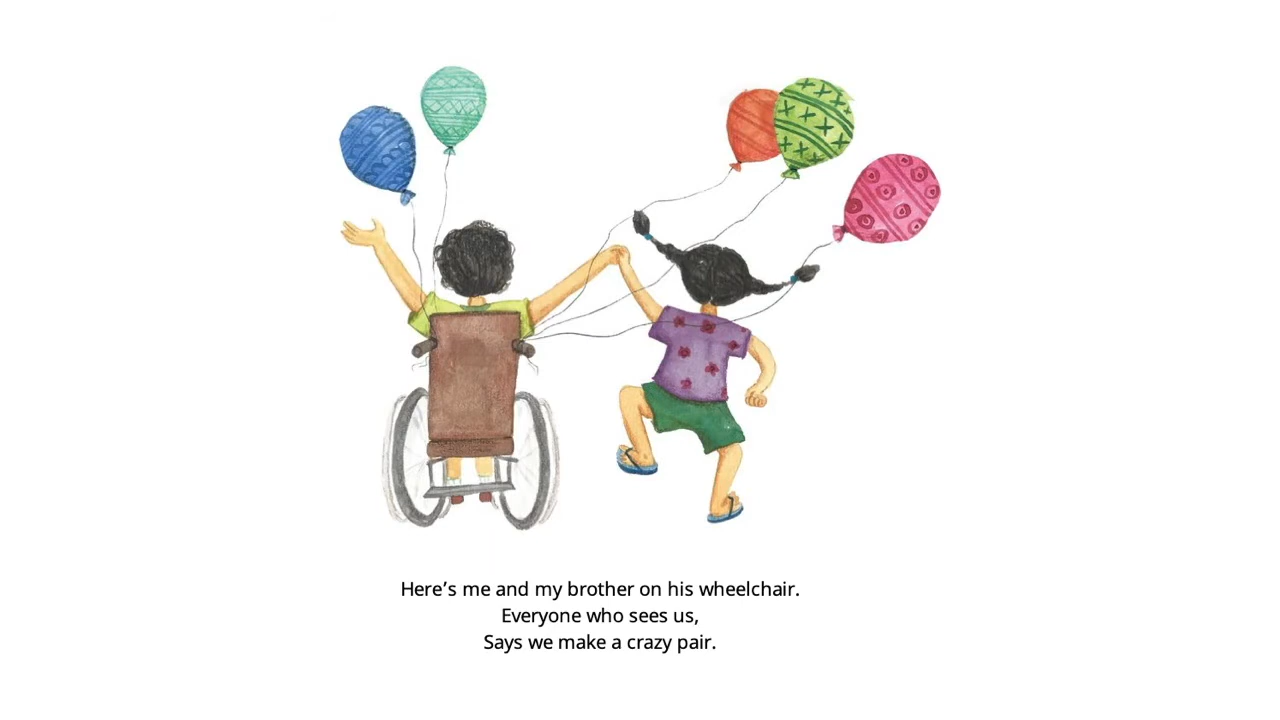 Here’s me and my brother on his wheelchair.
Everyone who sees us,
Says we make a crazy pair.